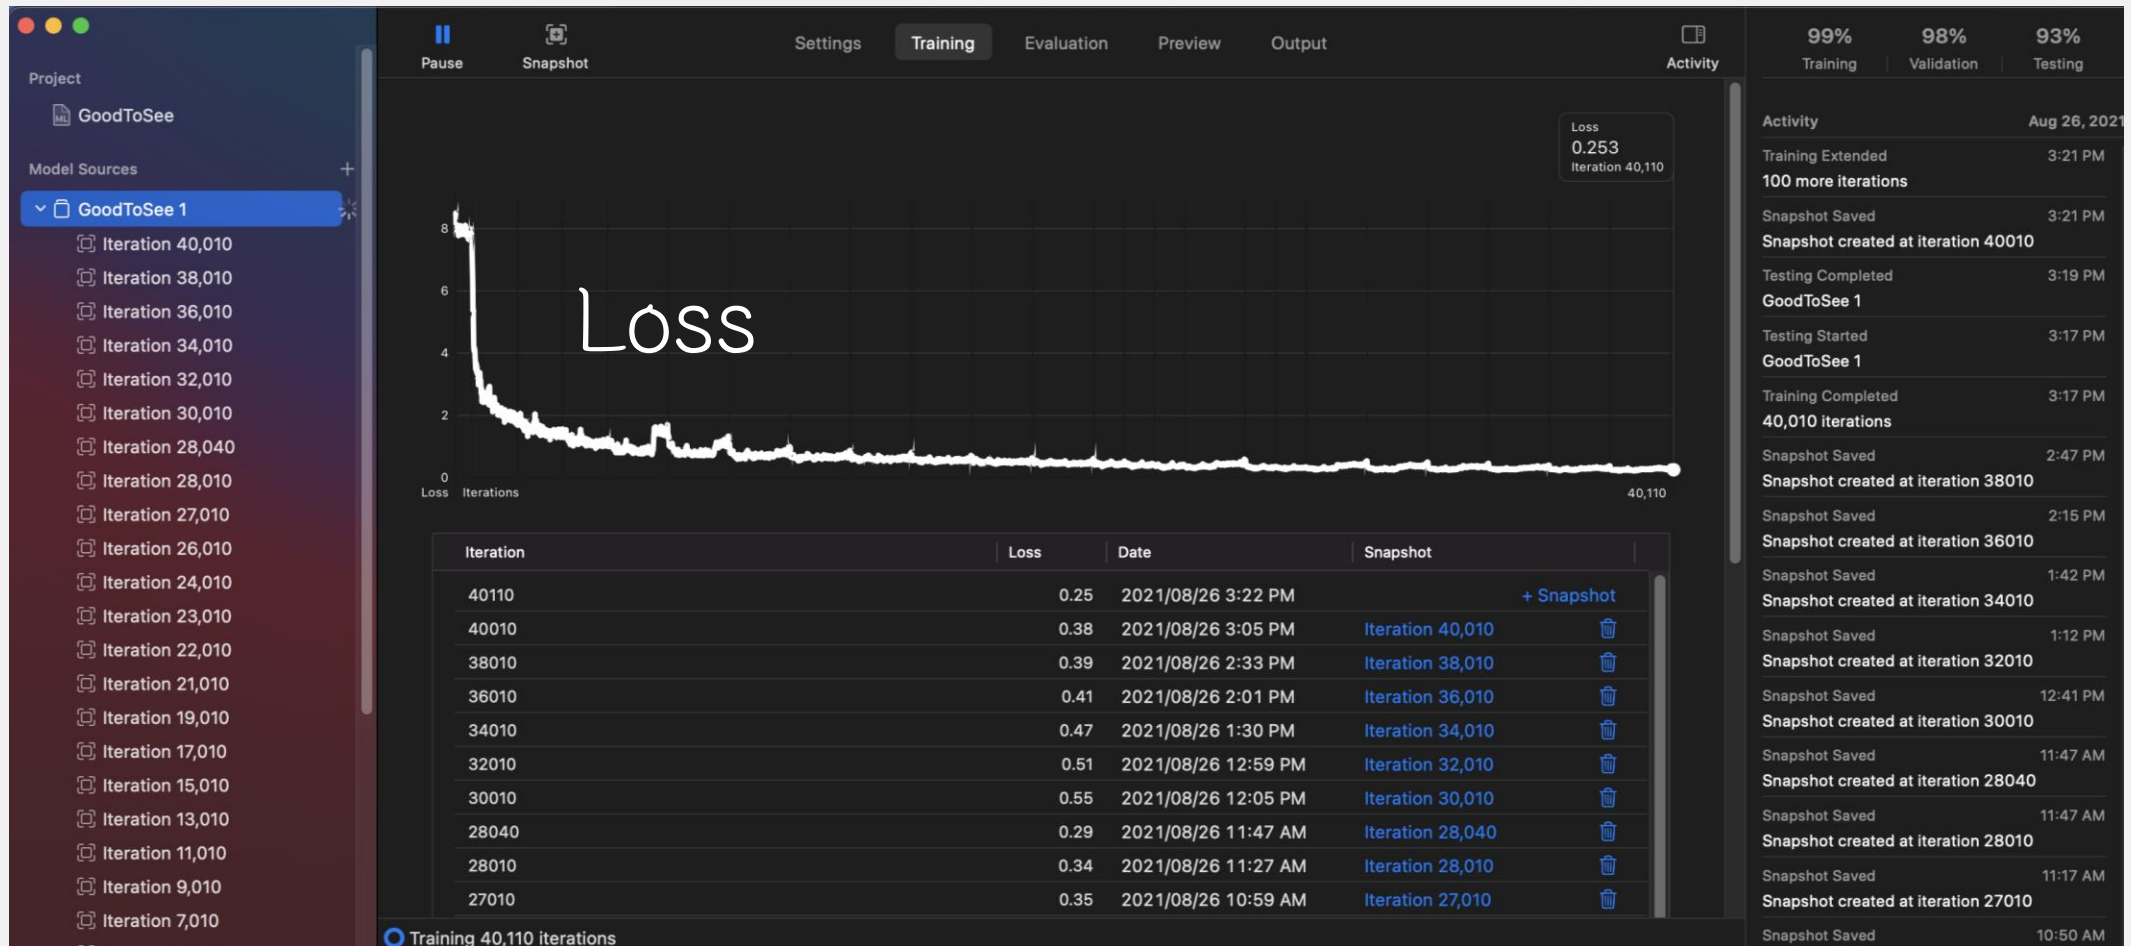 Project
GoodToSee
Model Sources
GoodToSee 1
Iteration 40,010
Iteration 38,010
Iteration 36,010
Iteration 34,010
Iteration 32,010
Iteration 30,010
Iteration 28,040
Iteration 28,010
Iteration 27,010
Iteration 26,010
Iteration 24,010
Iteration 23,010
Iteration 22,010
Iteration 21,010
Iteration 19,010
Iteration 17,010
Iteration 15,010
Iteration 13,010
Iteration 11,010
Iteration 9,010
Iteration 7,010
Pause
Snapshot
Settings
Training
Evaluation
Preview
Output
Activity
Loss
0.253
Iteration 40,110
8
6
4
2
0
Loss
Loss Iterations
40,110
Iteration Loss Date Snapshot
40110 0.25 2021/08/26 3:22 PM + Snapshot
40010 0.38 2021/08/26 3:05 PM Iteration 40,010
38010 0.39 2021/08/26 2:33 PM Iteration 38,010
36010 0.41 2021/08/26 2:01 PM Iteration 36,010
34010 0.47 2021/08/26 1:30 PM Iteration 34,010
32010 0.51 2021/08/26 12:59 PM Iteration 32,010
30010 0.55 2021/08/26 12:05 PM Iteration 30,010
28040 0.29 2021/08/26 11:47 AM Iteration 28,040
28010 0.34 2021/08/26 11:27 AM Iteration 28,010
27010 0.35 2021/08/26 10:59 AM Iteration 27,010
Training 40,110 iterations
99% 98% 93%
Training Validation Testing
Activity Aug 26, 2021
Training Extended 3:21 PM
100 more iterations
Snapshot Saved 3:21 PM
Snapshot created at iteration 40010
Testing Completed 3:19 PM
GoodToSee 1
Testing Started 3:17 PM
GoodToSee 1
Training Completed 3:17 PM
40,010 iterations
Snapshot Saved 2:47 PM
Snapshot created at iteration 38010
Snapshot Saved 2:15 PM
Snapshot created at iteration 36010
Snapshot Saved 1:42 PM
Snapshot created at iteration 34010
Snapshot Saved 1:12 PM
Snapshot created at iteration 32010
Snapshot Saved 12:41 PM
Snapshot created at iteration 30010
Snapshot Saved 11:47 AM
Snapshot created at iteration 28040
Snapshot Saved 11:47 AM
Snapshot created at iteration 28010
Snapshot Saved 11:17 AM
Snapshot created at iteration 27010
Snapshot Saved 10:50 AM